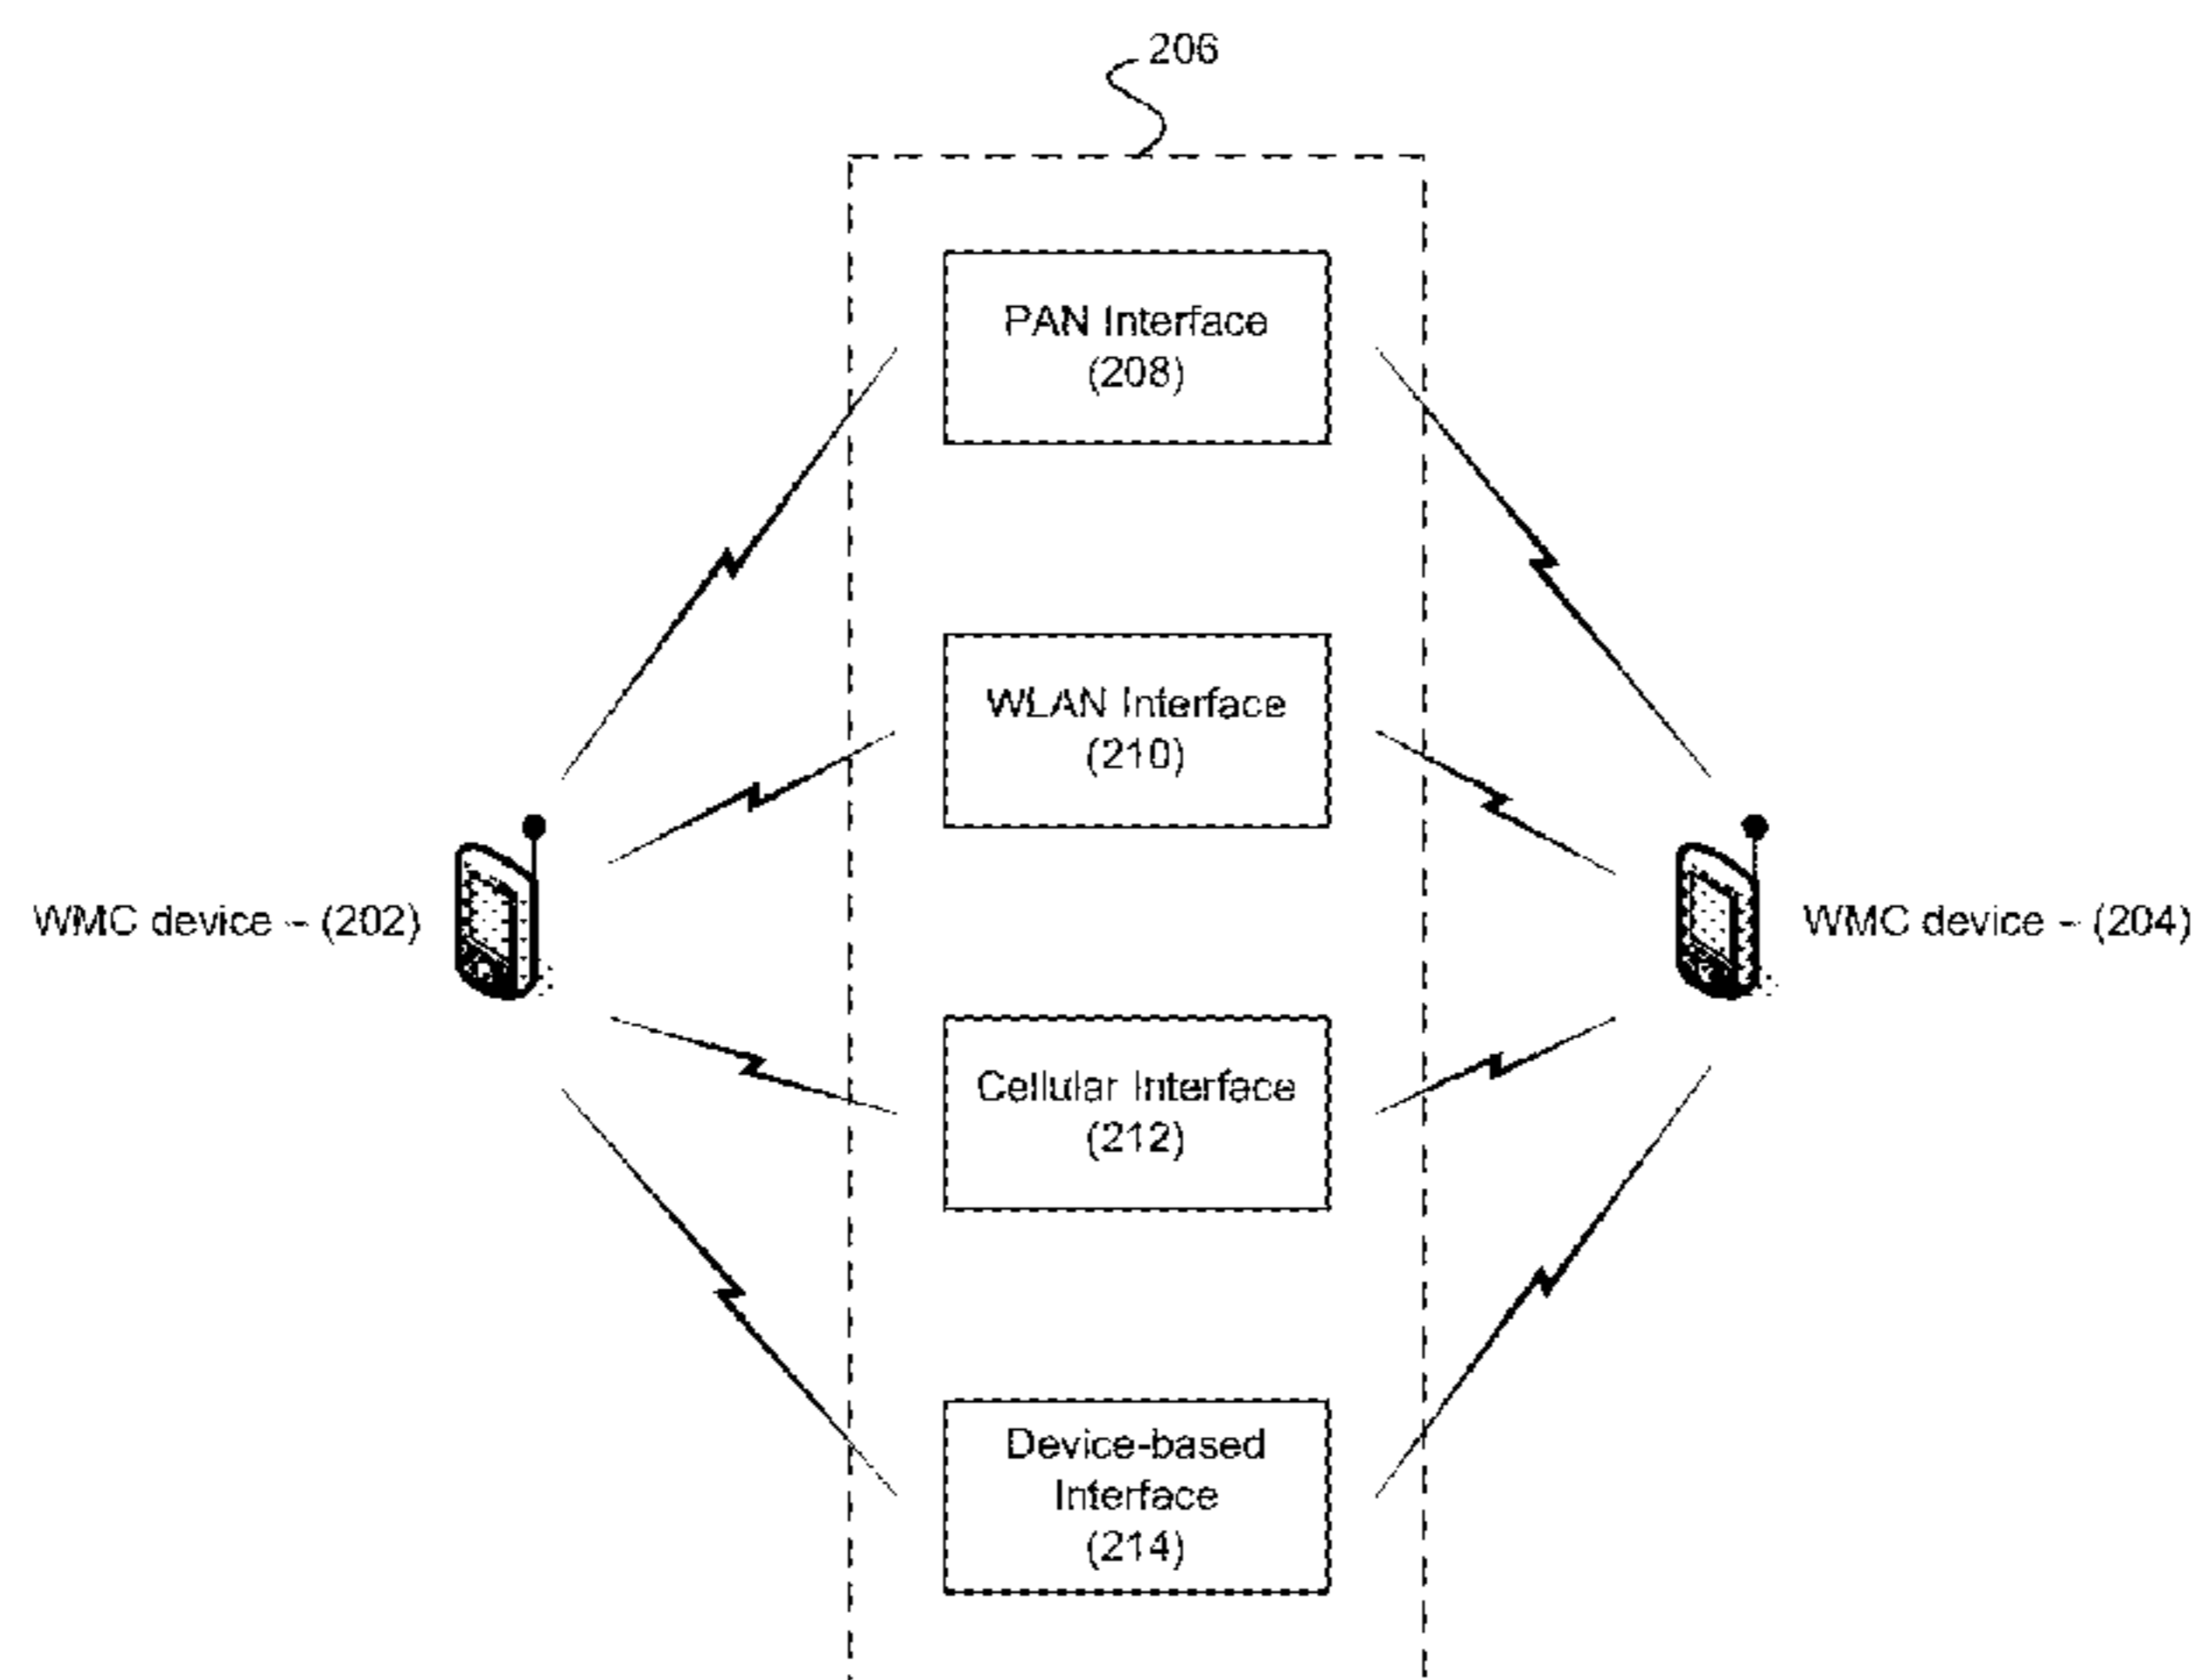 206
PAN Interface
(208)
WLAN Interface
(210)
WMC device – (202)
WMC device – (204)
Cellular Interface
(212)
Device-based
Interface
(214)